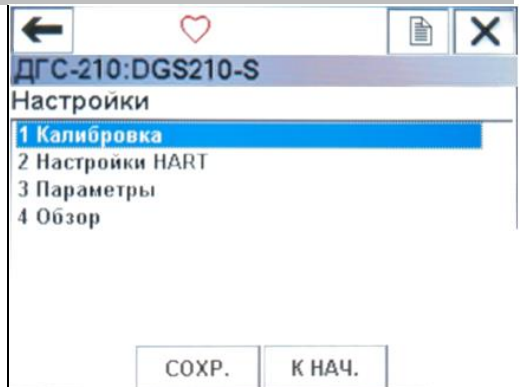 ДГС-210:DGS210-S
Настройки
1 Калибровка
2 Настройки HART
3 Параметры
4 Обзор
СОХР. К НАЧ.